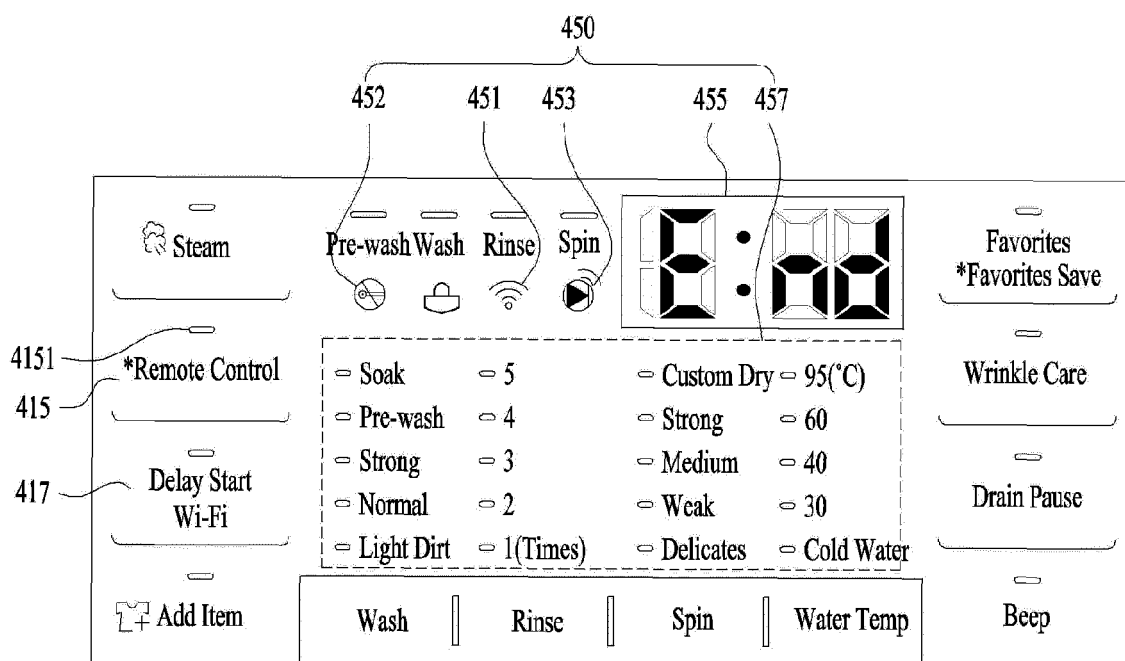 450
452 451 453 455 457
Steam
Pre-wash Wash Rinse Spin
E:nd
Favorites
*Favorites Save
4151
*Remote Control
415
Soak 5 Custom Dry 95(°C)
Pre-wash 4 Strong 60
Strong 3 Medium 40
Normal 2 Weak 30
Light Dirt 1(Times) Delicates Cold Water
Wrinkle Care
417
Delay Start
Wi-Fi
Drain Pause
Add Item
Wash Rinse Spin Water Temp
Beep